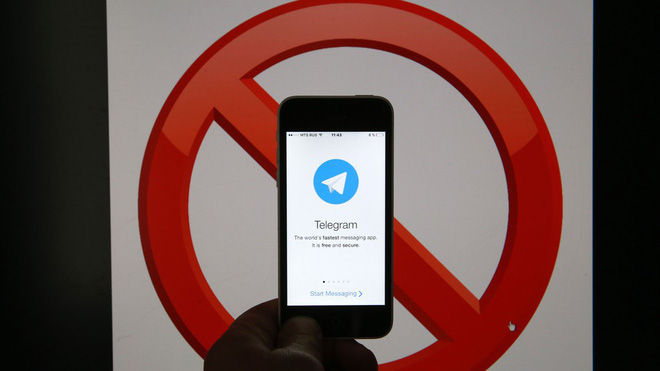 MTS RUS 11:43
Telegram
The world's fastest messaging app.
It is free and secure.
Start Messaging